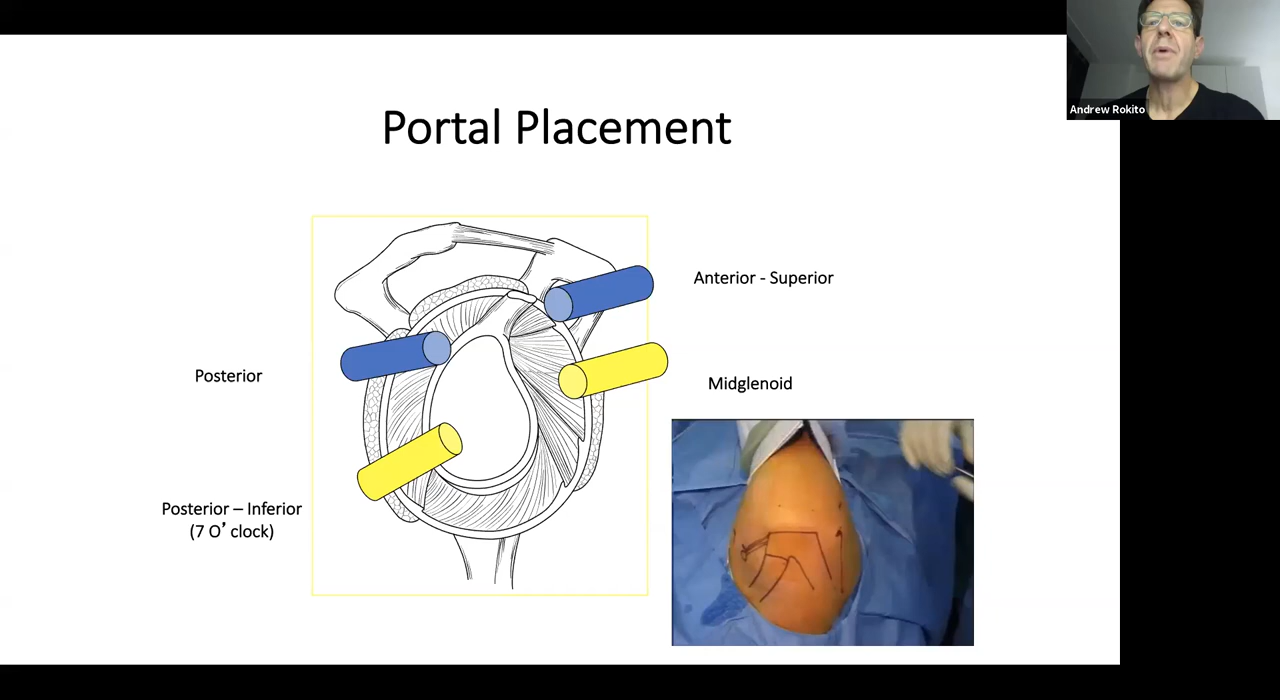 Andrew Rokito
Portal Placement
Anterior - Superior
Posterior
Midglenoid
Posterior – Inferior
(7 O’ clock)